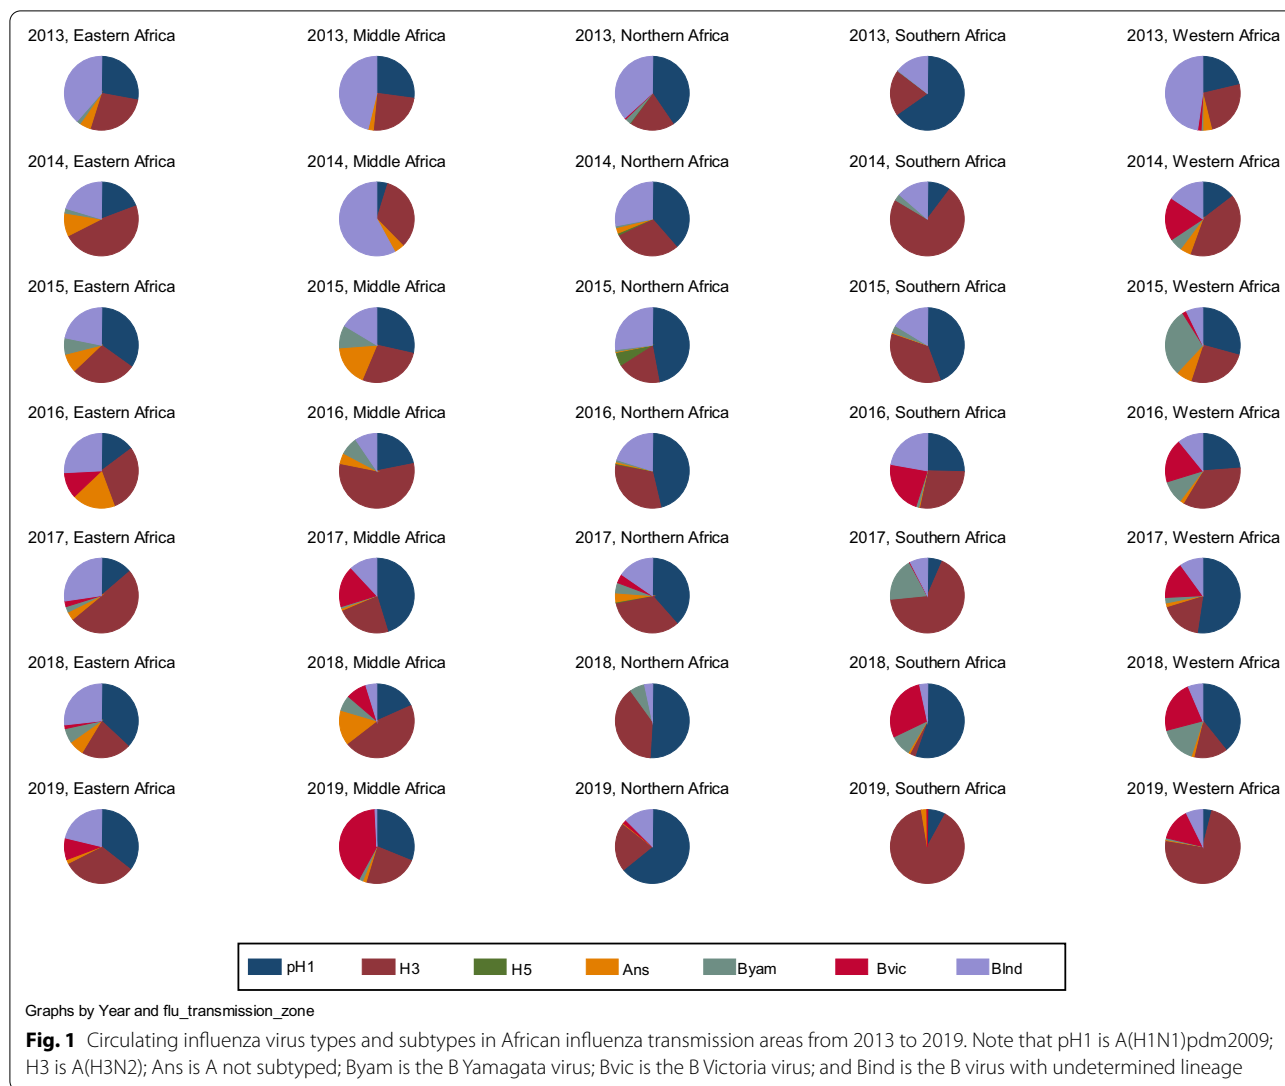 2013, Eastern Africa 2013, Middle Africa 2013, Northern Africa 2013, Southern Africa 2013, Western Africa
2014, Eastern Africa 2014, Middle Africa 2014, Northern Africa 2014, Southern Africa 2014, Western Africa
2015, Eastern Africa 2015, Middle Africa 2015, Northern Africa 2015, Southern Africa 2015, Western Africa
2016, Eastern Africa 2016, Middle Africa 2016, Northern Africa 2016, Southern Africa 2016, Western Africa
2017, Eastern Africa 2017, Middle Africa 2017, Northern Africa 2017, Southern Africa 2017, Western Africa
2018, Eastern Africa 2018, Middle Africa 2018, Northern Africa 2018, Southern Africa 2018, Western Africa
2019, Eastern Africa 2019, Middle Africa 2019, Northern Africa 2019, Southern Africa 2019, Western Africa
pH1 H3 H5 Ans Byam Bvic BInd
Graphs by Year and flu_transmission_zone
Fig. 1 Circulating influenza virus types and subtypes in African influenza transmission areas from 2013 to 2019. Note that pH1 is A(H1N1)pdm2009;
H3 is A(H3N2); Ans is A not subtyped; Byam is the B Yamagata virus; Bvic is the B Victoria virus; and Bind is the B virus with undetermined lineage